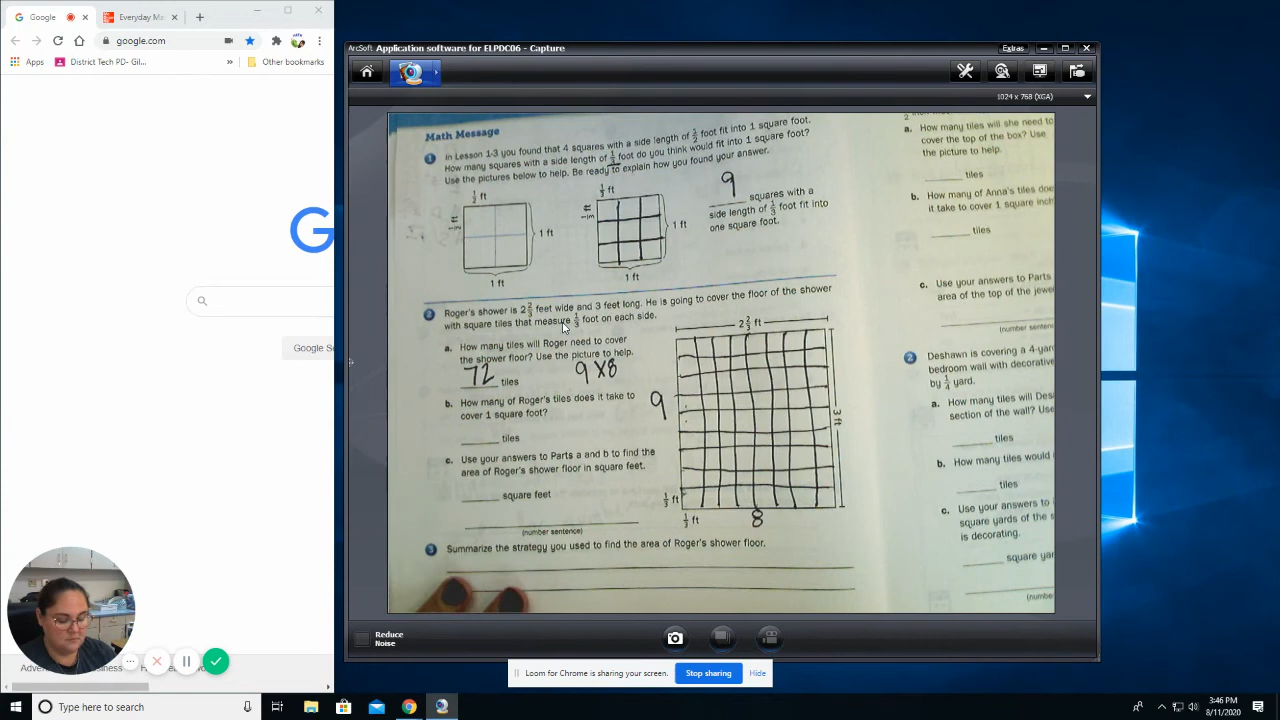 Google
Everyday Ma
google.com
Apps
District Tech PD- Gil...
Other bookmarks
G
Google S
Adver
usiness
F
ArcSoft Application software for ELPDC06 - Capture
Extras
1024 x 768 (XGA)
Math Message
1 In Lesson 1-3 you found that 4 squares with a side length of 1/2 foot fit into 1 square foot.
How many squares with a side length of 1/3 foot do you think would fit into 1 square foot?
Use the pictures below to help. Be ready to explain how you found your answer.
1/2 ft
1 ft
1 ft
1/3 ft
1/3 ft
1 ft
1 ft
9 squares with a
side length of 1/3 foot fit into
one square foot.
2 Roger's shower is 2 2/3 feet wide and 3 feet long. He is going to cover the floor of the shower
with square tiles that measure 1/3 foot on each side.
a. How many tiles will Roger need to cover
the shower floor? Use the picture to help.
72 tiles
9 X8
b. How many of Roger's tiles does it take to
cover 1 square foot?
tiles
c. Use your answers to Parts a and b to find the
area of Roger's shower floor in square feet.
square feet
(number sentence)
2 2/3 ft
9
3 ft
1/3 ft
1/3 ft
8
3 Summarize the strategy you used to find the area of Roger's shower floor.
a. How many tiles will she need to
cover the top of the box? Use
the picture to help.
tiles
b. How many of Anna's tiles doe
it take to cover 1 square inch
tiles
c. Use your answers to Parts
area of the top of the jewe
(number sentenc
2 Deshawn is covering a 4-yar
bedroom wall with decorative
by 1/4 yard.
a. How many tiles will Des
section of the wall? Use
tiles
b. How many tiles would
tiles
c. Use your answers to
square yards of the s
is decorating.
square ya
(numbe
Reduce
Noise
Loom for Chrome is sharing your screen.
Stop sharing
Hide
Type here to search
3:46 PM
8/11/2020